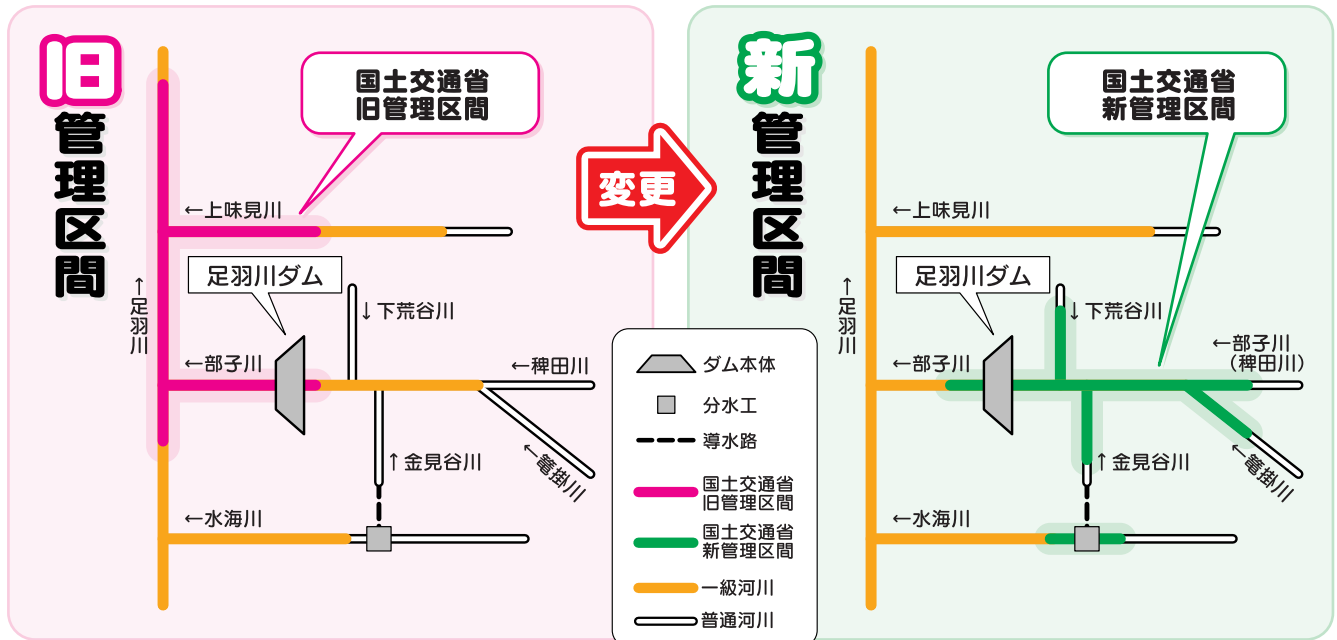 旧
管理区間
国土交通省
旧管理区間
←上味見川
足羽川ダム
←足羽川
↓下荒谷川
←部子川
←稗田川
↑金見谷川
←篭掛川
←水海川
変更
新
管理区間
国土交通省
新管理区間
←上味見川
足羽川ダム
←足羽川
↓下荒谷川
←部子川
←部子川
(稗田川)
↑金見谷川
←篭掛川
←水海川
ダム本体
分水工
導水路
国土交通省
旧管理区間
国土交通省
新管理区間
一級河川
普通河川